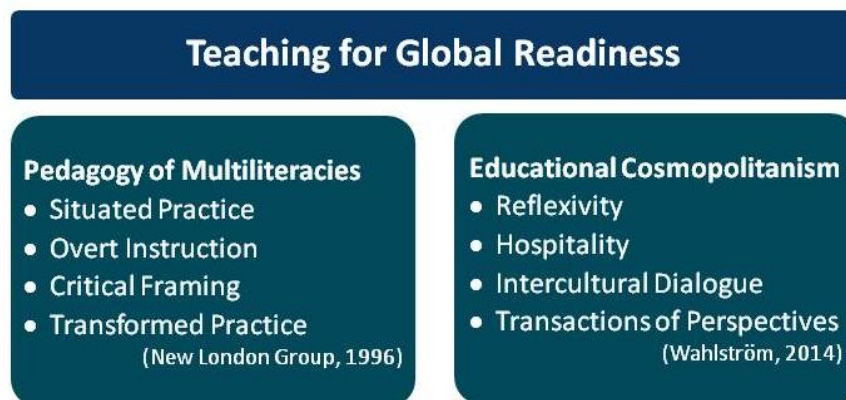 Teaching for Global Readiness
Pedagogy of Multiliteracies
• Situated Practice
• Overt Instruction
• Critical Framing
• Transformed Practice
(New London Group, 1996)
Educational Cosmopolitanism
• Reflexivity
• Hospitality
• Intercultural Dialogue
• Transactions of Perspectives
(Wahlström, 2014)